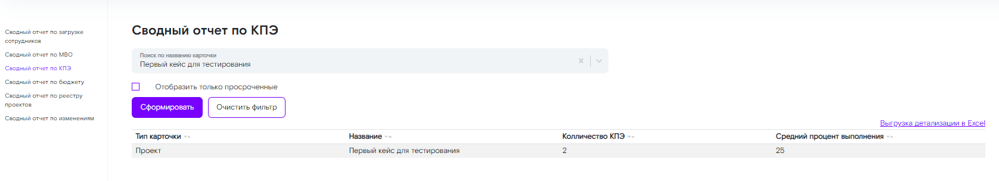 Сводный отчет по загрузке
сотрудников
Сводный отчет по МВО
Сводный отчет по КПЭ
Сводный отчет по бюджету
Сводный отчет по реестру
проектов
Сводный отчет по изменениям
Сводный отчет по КПЭ
Поиск по названию карточки
Первый кейс для тестирования
Отобразить только просроченные
Сформировать Очистить фильтр
Выгрузка детализации в Excel
Тип карточки Название Колличество КПЭ Средний процент выполнения
Проект Первый кейс для тестирования 2 25